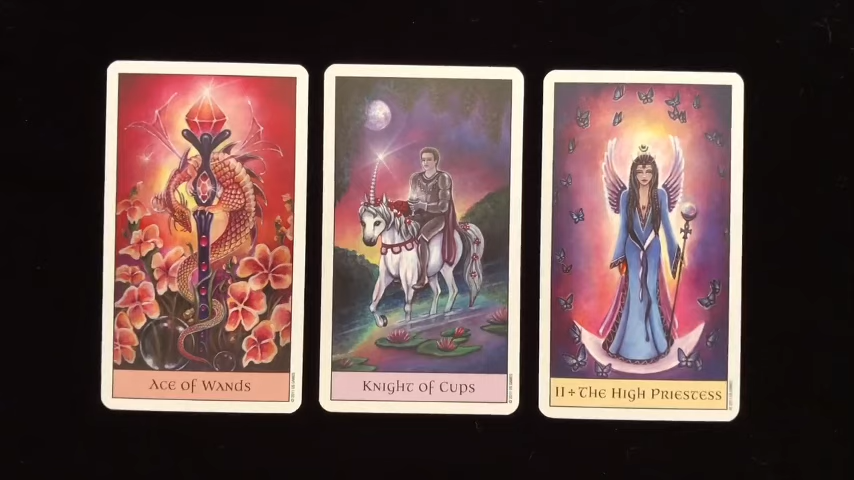 Ace of Wands
Knight of Cups
II + The High Priestess